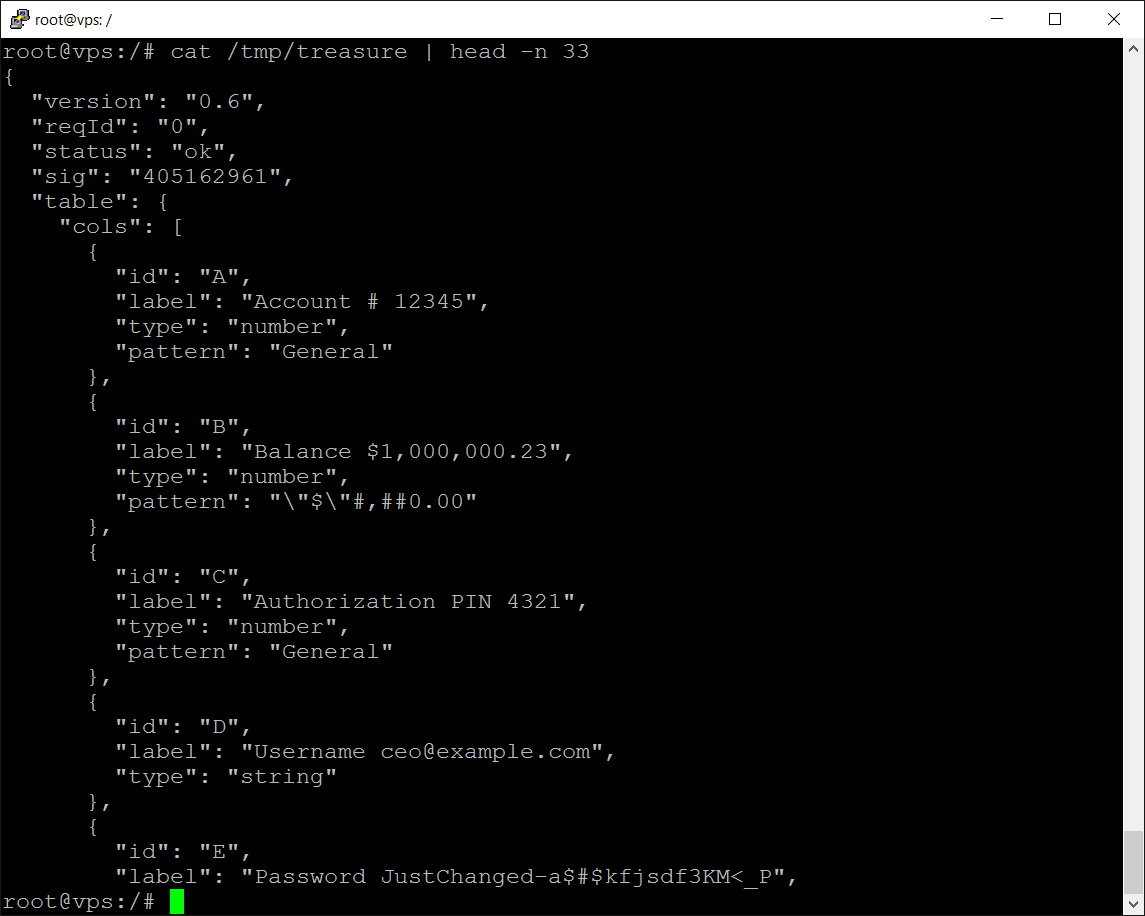 root@vps: /
root@vps:/# cat /tmp/treasure | head -n 33
{
  "version": "0.6",
  "reqId": "0",
  "status": "ok",
  "sig": "405162961",
  "table": {
    "cols": [
      {
        "id": "A",
        "label": "Account # 12345",
        "type": "number",
        "pattern": "General"
      },
      {
        "id": "B",
        "label": "Balance $1,000,000.23",
        "type": "number",
        "pattern": "\"$\"#,##0.00"
      },
      {
        "id": "C",
        "label": "Authorization PIN 4321",
        "type": "number",
        "pattern": "General"
      },
      {
        "id": "D",
        "label": "Username ceo@example.com",
        "type": "string"
      },
      {
        "id": "E",
        "label": "Password JustChanged-a$#$kfjsdf3KM<_P",
root@vps:/#